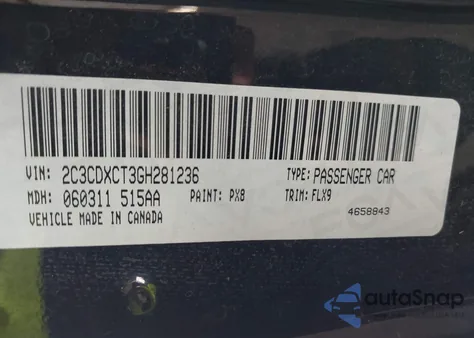 VIN: 2C3CDXCT3GH281236 TYPE: PASSENGER CAR
MDH: 060311 515AA PAINT: PX8 TRIM: FLX9
VEHICLE MADE IN CANADA 4658843
autoSnap